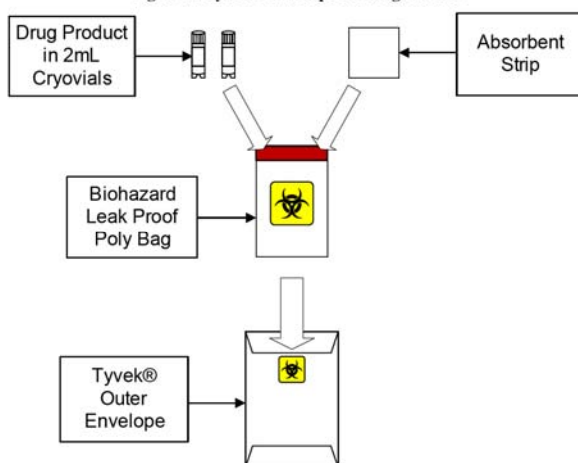 Drug Product
in 2mL
Cryovials
Absorbent
Strip
Biohazard
Leak Proof
Poly Bag
Tyvek®
Outer
Envelope